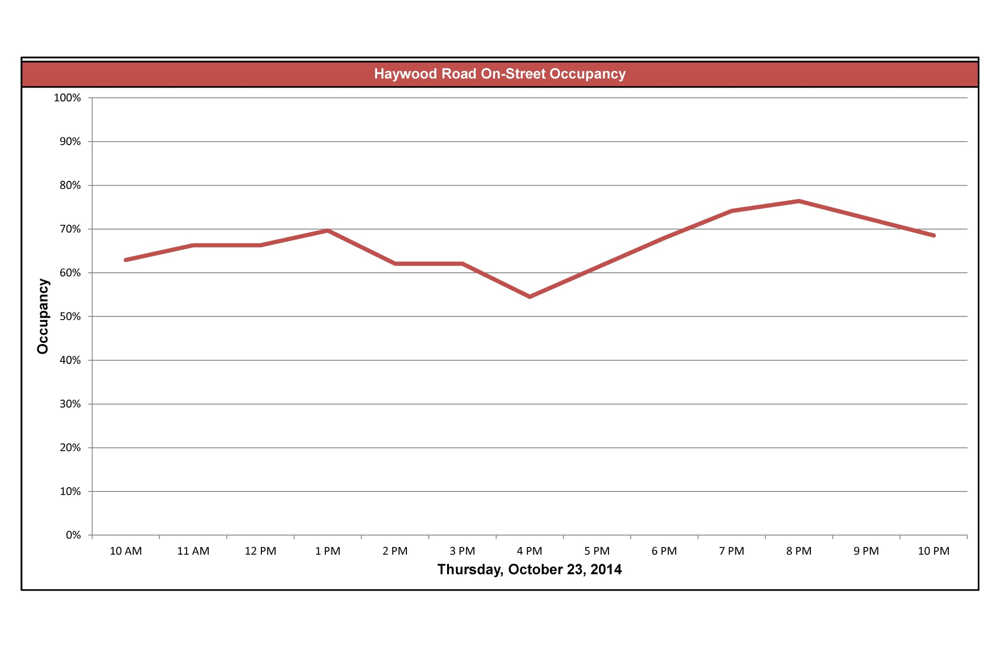 Haywood Road On-Street Occupancy
100%
90%
80%
70%
60%
50%
40%
30%
20%
10%
0%
Occupancy
10 AM 11 AM 12 PM 1 PM 2 PM 3 PM 4 PM 5 PM 6 PM 7 PM 8 PM 9 PM 10 PM
Thursday, October 23, 2014